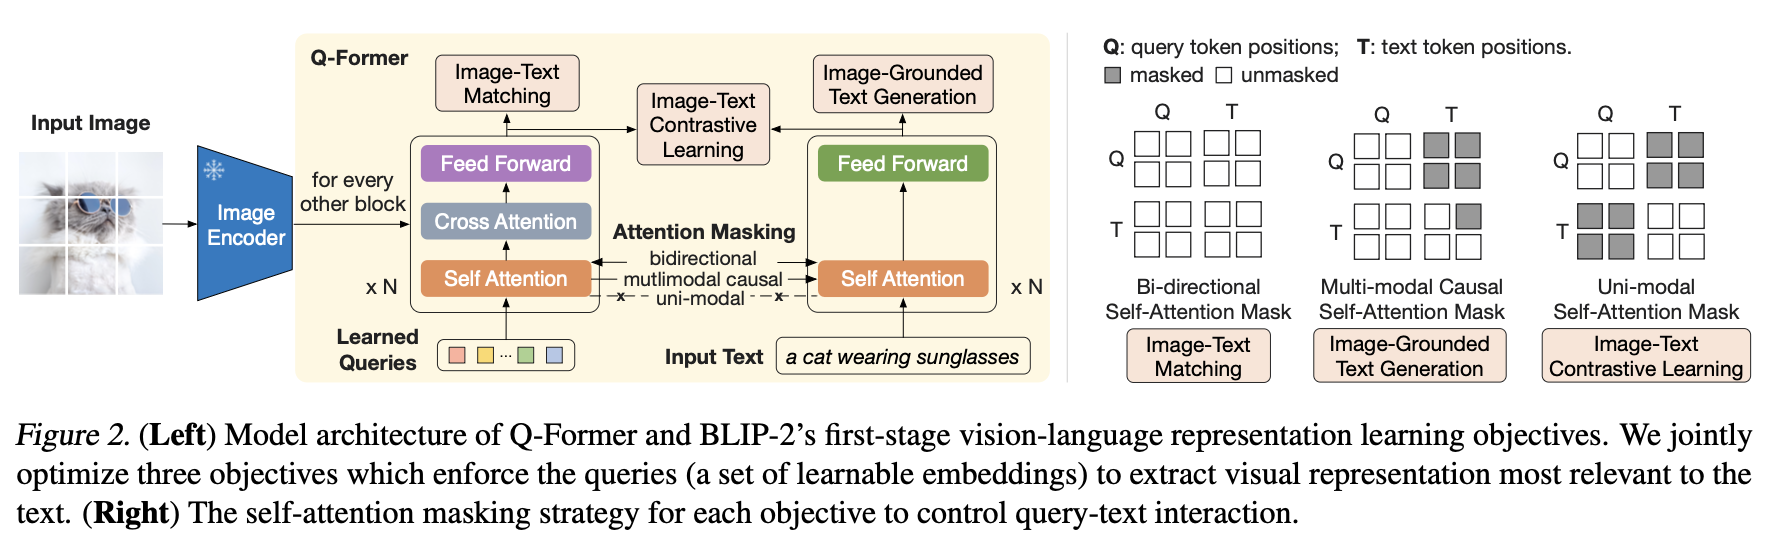 Q-Former
Input Image
Image
Encoder
for every
other block
Image-Text
Matching
Image-Text
Contrastive
Learning
Image-Grounded
Text Generation
Feed Forward
Cross Attention
Self Attention
x N
Learned
Queries
...
Attention Masking
bidirectional
mutlimodal causal
x uni-modal x
Feed Forward
Self Attention
x N
Input Text
a cat wearing sunglasses
Q: query token positions; T: text token positions.
masked unmasked
Q T
Q
T
Bi-directional
Self-Attention Mask
Image-Text
Matching
Q T
Q
T
Multi-modal Causal
Self-Attention Mask
Image-Grounded
Text Generation
Q T
Q
T
Uni-modal
Self-Attention Mask
Image-Text
Contrastive Learning
Figure 2. (Left) Model architecture of Q-Former and BLIP-2's first-stage vision-language representation learning objectives. We jointly
optimize three objectives which enforce the queries (a set of learnable embeddings) to extract visual representation most relevant to the
text. (Right) The self-attention masking strategy for each objective to control query-text interaction.